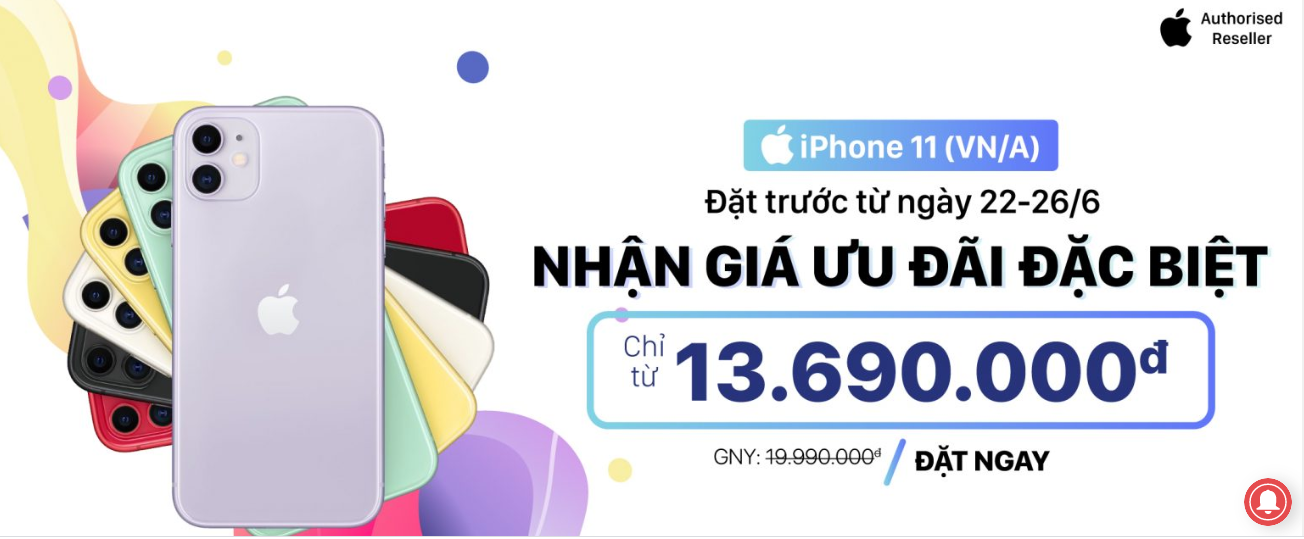 Authorised
Reseller
iPhone 11 (VN/A)
Đặt trước từ ngày 22-26/6
NHẬN GIÁ ƯU ĐÃI ĐẶC BIỆT
Chỉ từ 13.690.000đ
GNY: 19.990.000đ / ĐẶT NGAY